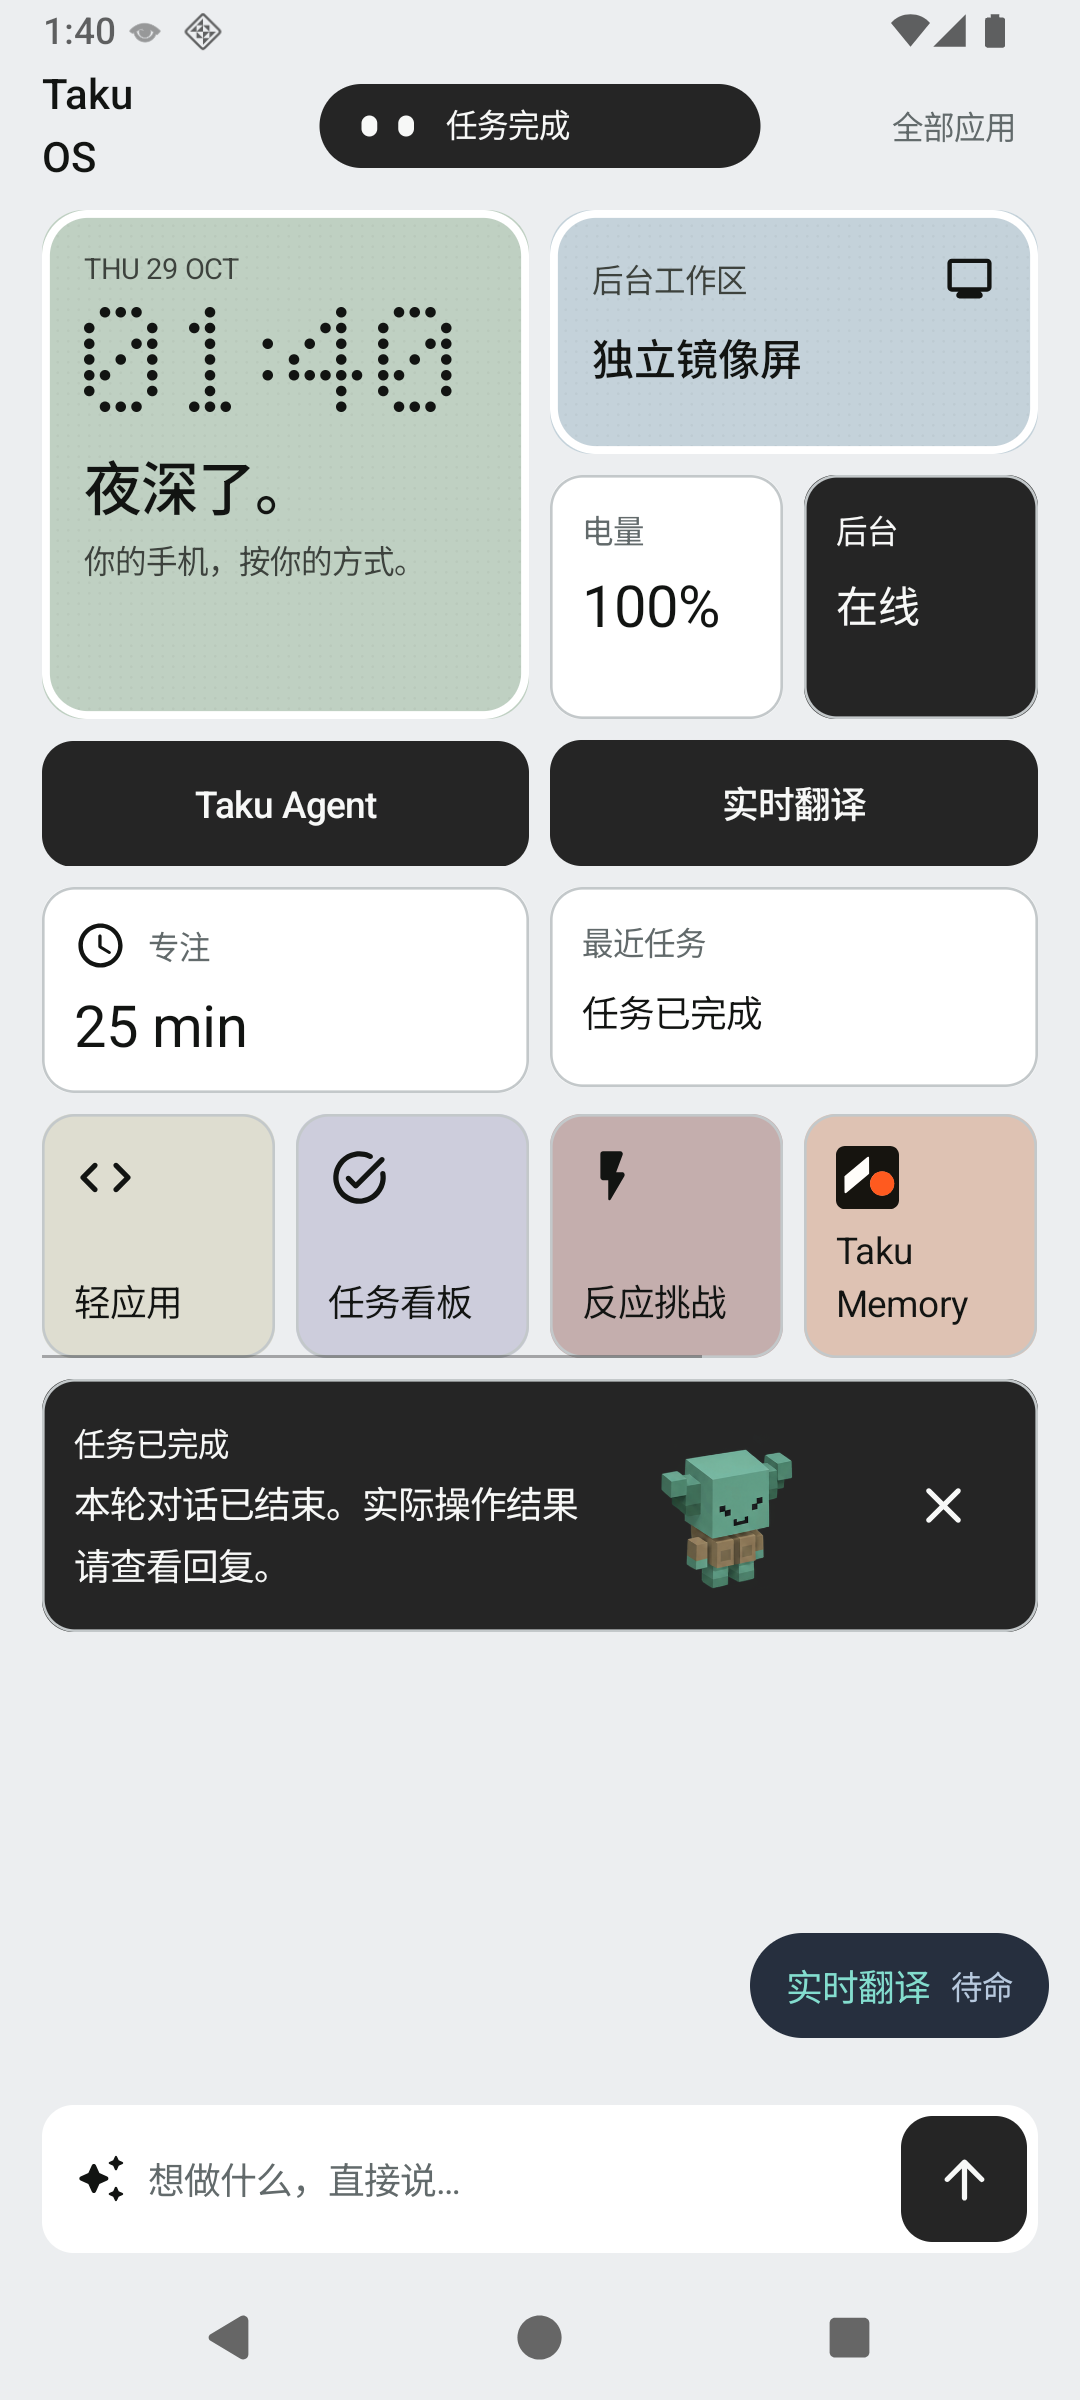 1:40
Taku
OS
任务完成
全部应用
THU 29 OCT
01:40
夜深了。
你的手机，按你的方式。
后台工作区
独立镜像屏
电量
100%
后台
在线
Taku Agent
实时翻译
专注
25 min
最近任务
任务已完成
轻应用
任务看板
反应挑战
Taku
Memory
任务已完成
本轮对话已结束。实际操作结果
请查看回复。
实时翻译 待命
想做什么，直接说...